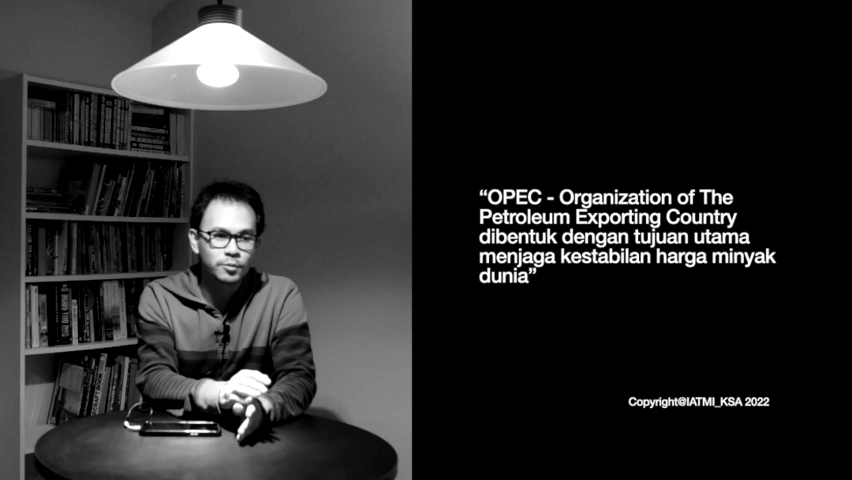 “OPEC - Organization of The
Petroleum Exporting Country
dibentuk dengan tujuan utama
menjaga kestabilan harga minyak
dunia”
Copyright@IATMI_KSA 2022